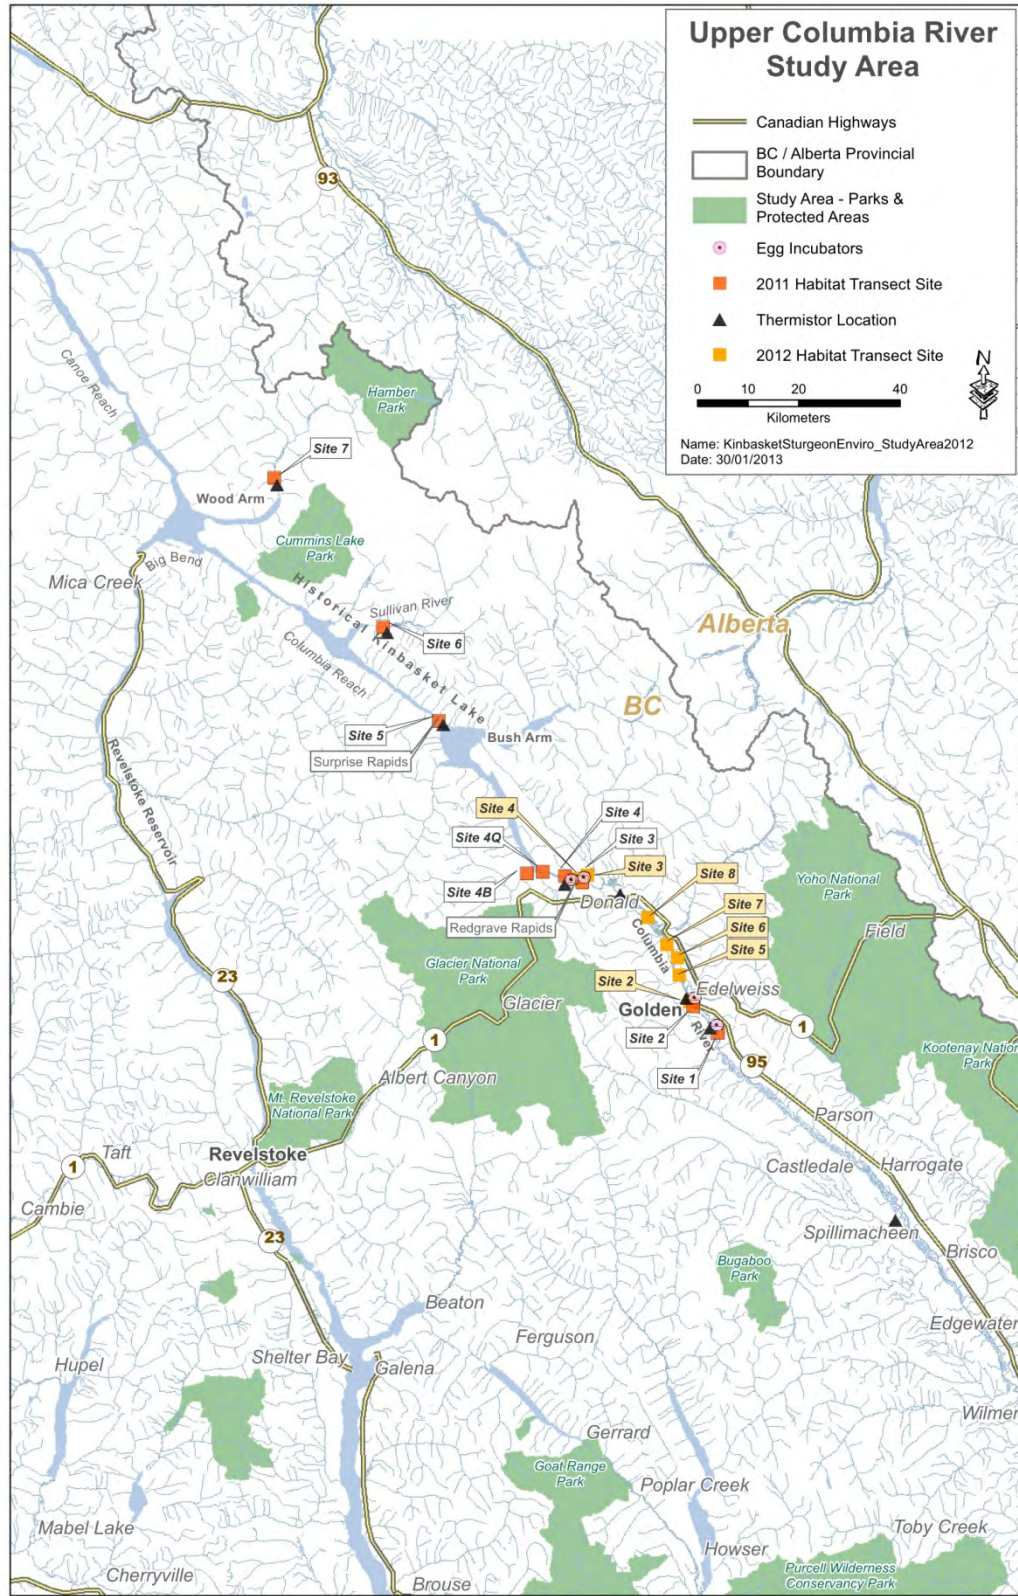 Upper Columbia River
Study Area
Canadian Highways
BC / Alberta Provincial
Boundary
Study Area - Parks &
Protected Areas
Egg Incubators
2011 Habitat Transect Site
Thermistor Location
2012 Habitat Transect Site
N
0 10 20 40
Kilometers
Name: KinbasketSturgeonEnviro_StudyArea2012
Date: 30/01/2013
93
Canoe Reach
Hamber
Park
Site 7
Wood Arm
Cummins Lake
Park
Big Bend
Mica Creek
Historical Kinbasket Lake
Sullivan River
Site 6
Columbia Reach
Alberta
BC
Site 5
Bush Arm
Surprise Rapids
Revelstoke Reservoir
Site 4
Site 4
Site 4Q
Site 3
Site 3
Site 4B
Site 8
Yoho National
Park
Donald
Redgrave Rapids
Site 7
Site 6
Site 5
Field
Columbia
River
Glacier National
Park
23
Site 2
Edelweiss
Glacier
Golden
1
Site 2
1
Kootenay Nation
Park
95
Albert Canyon
Site 1
Mt. Revelstoke
National Park
Parson
Taft
Revelstoke
1
Clanwilliam
Castledale
Harrogate
Cambie
23
Spillimacheen
Brisco
Bugaboo
Park
Beaton
Edgewater
Ferguson
Shelter Bay
Hupel
Galena
Wilmer
Gerrard
Goat Range
Park
Poplar Creek
Mabel Lake
Toby Creek
Howser
Cherryville
Purcell Wilderness
Conservancy Park
Brouse